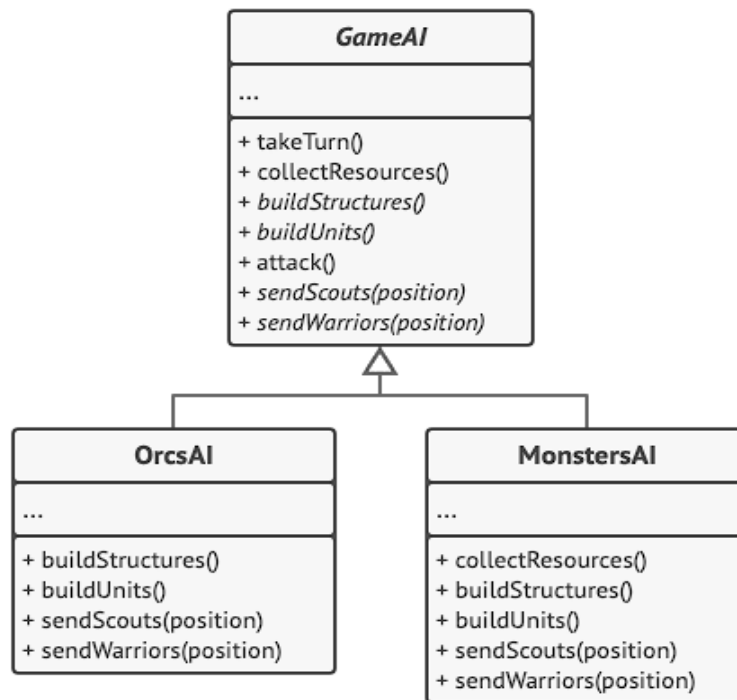 GameAI
...
+ takeTurn()
+ collectResources()
+ buildStructures()
+ buildUnits()
+ attack()
+ sendScouts(position)
+ sendWarriors(position)
OrcsAI
...
+ buildStructures()
+ buildUnits()
+ sendScouts(position)
+ sendWarriors(position)
MonstersAI
...
+ collectResources()
+ buildStructures()
+ buildUnits()
+ sendScouts(position)
+ sendWarriors(position)